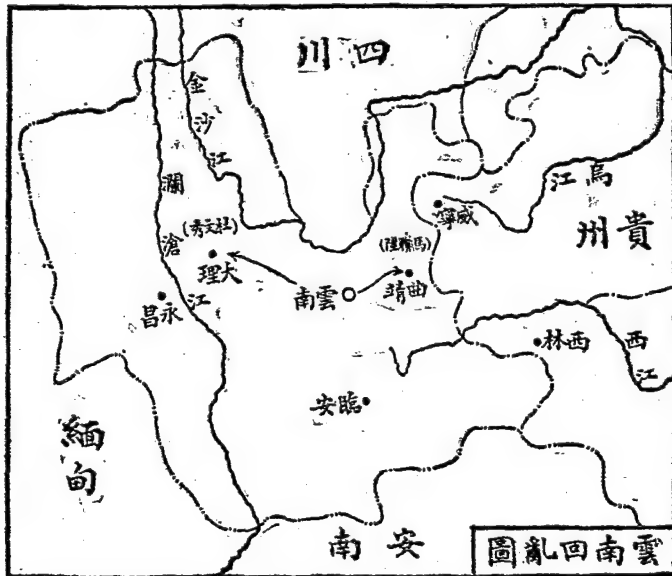 四川
金沙江
瀾滄江
烏江
貴州
威寧
(杜文秀)
大理
(馬聯陞)
曲靖
雲南
永昌
西林
西江
臨安
緬甸
安南
雲南回亂圖